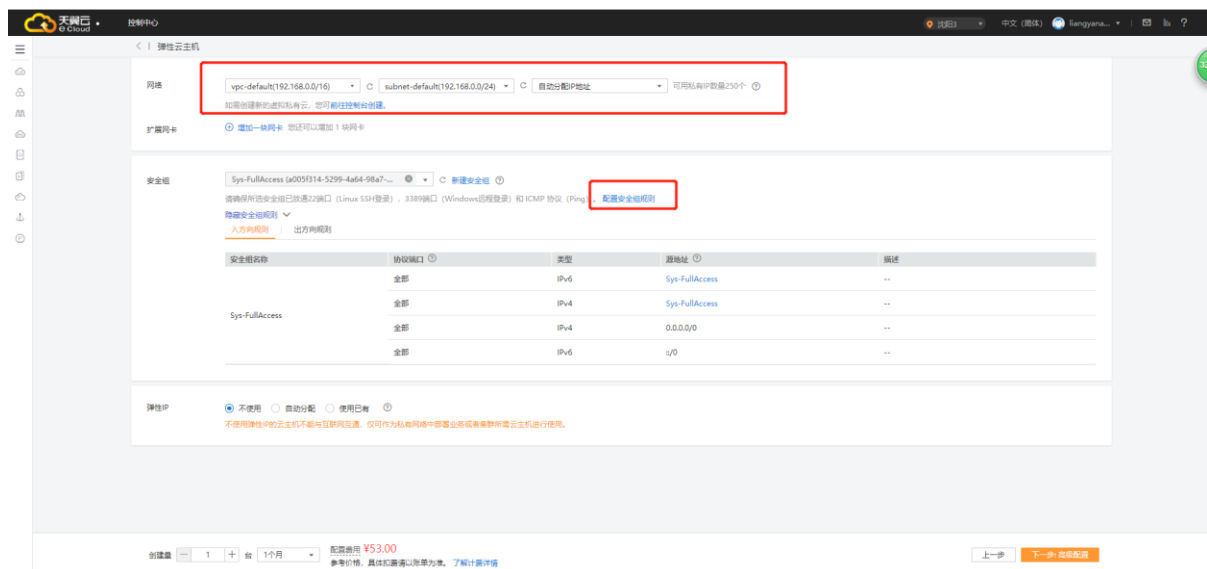 天翼云
e Cloud
控制中心
沈阳3
中文 (简体)
liangyana...
弹性云主机
网络
vpc-default(192.168.0.0/16)
subnet-default(192.168.0.0/24)
自动分配IP地址
可用私有IP数量250个
如需创建新的虚拟私有云，您可前往控制台创建。
扩展网卡
增加一块网卡 您还可以增加 1 块网卡
安全组
Sys-FullAccess (a005f314-5299-4a64-98a7-...
新建安全组
请确保所选安全组已放通22端口（Linux SSH登录），3389端口（Windows远程登录）和 ICMP 协议（Ping）。 配置安全组规则
隐藏安全组规则
入方向规则
出方向规则
安全组名称
协议端口
类型
源地址
描述
全部
IPv6
Sys-FullAccess
--
全部
IPv4
Sys-FullAccess
--
Sys-FullAccess
全部
IPv4
0.0.0.0/0
--
全部
IPv6
::/0
--
弹性IP
不使用
自动分配
使用已有
不使用弹性IP的云主机不能与互联网互通，仅可作为私有网络中部署业务或者集群所需云主机进行使用。
创建量
1
台
1个月
配置费用 ¥53.00
参考价格，具体扣费请以账单为准。 了解计费详情
上一步
下一步: 高级配置